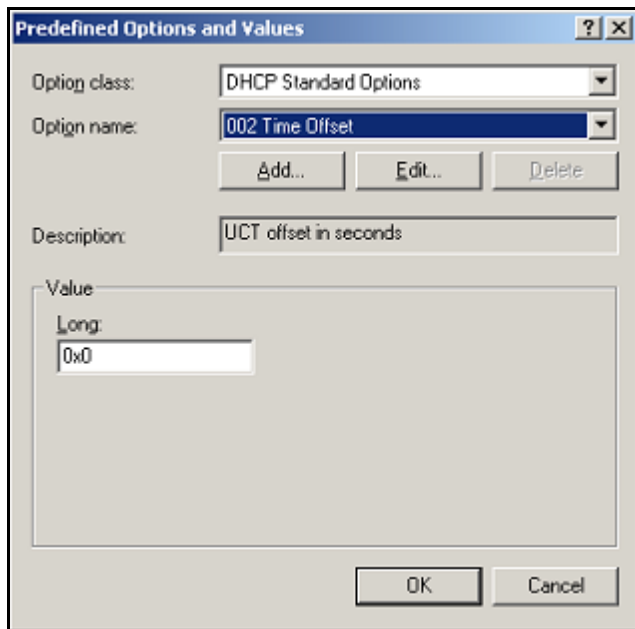 Predefined Options and Values
Option class:
DHCP Standard Options
Option name:
002 Time Offset
Add...
Edit...
Delete
Description:
UCT offset in seconds
Value
Long:
0x0
OK
Cancel